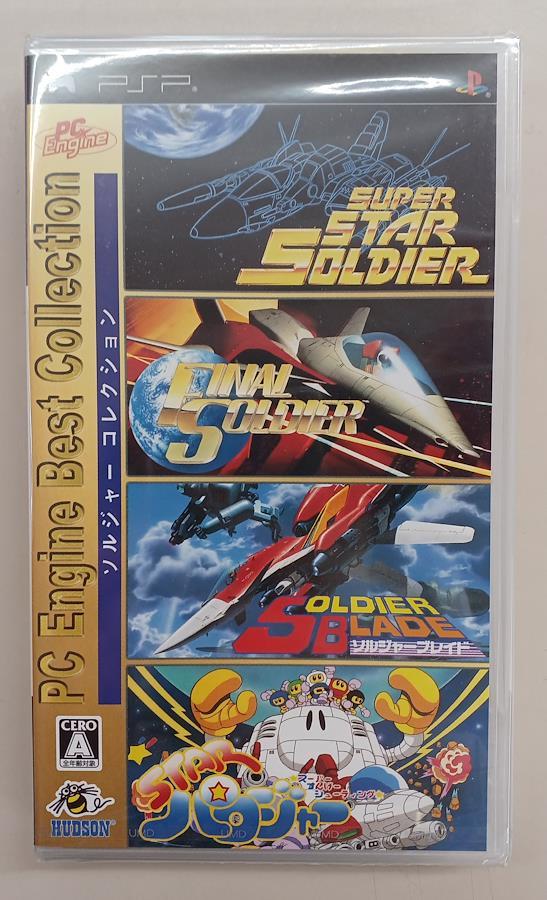 PSP
PC Engine
PC Engine Best Collection
ソルジャー コレクション
SUPER
STAR
SOLDIER
FINAL
SOLDIER
SOLDIER
BLADE
ソルジャーブレイド
STAR
パロジャー
スーパー
シューティング
CERO
A
全年齢対象
HUDSON
UMD
UMD
UMD